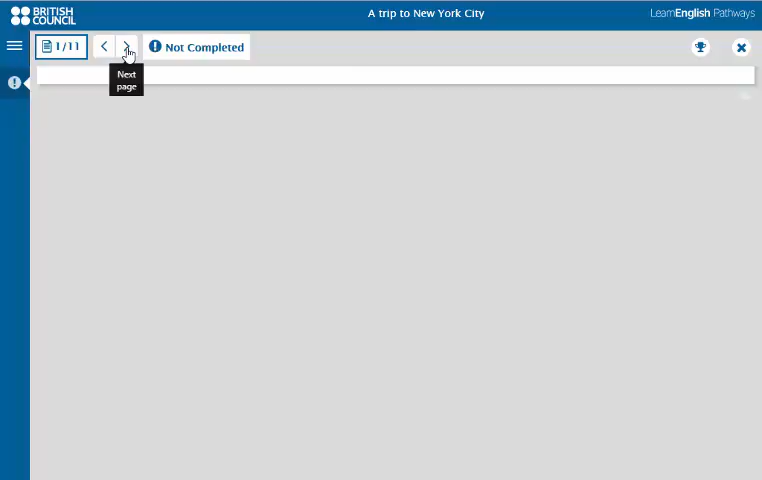 BRITISH
COUNCIL
A trip to New York City
LearnEnglish Pathways
1/11
Not Completed
Next
page